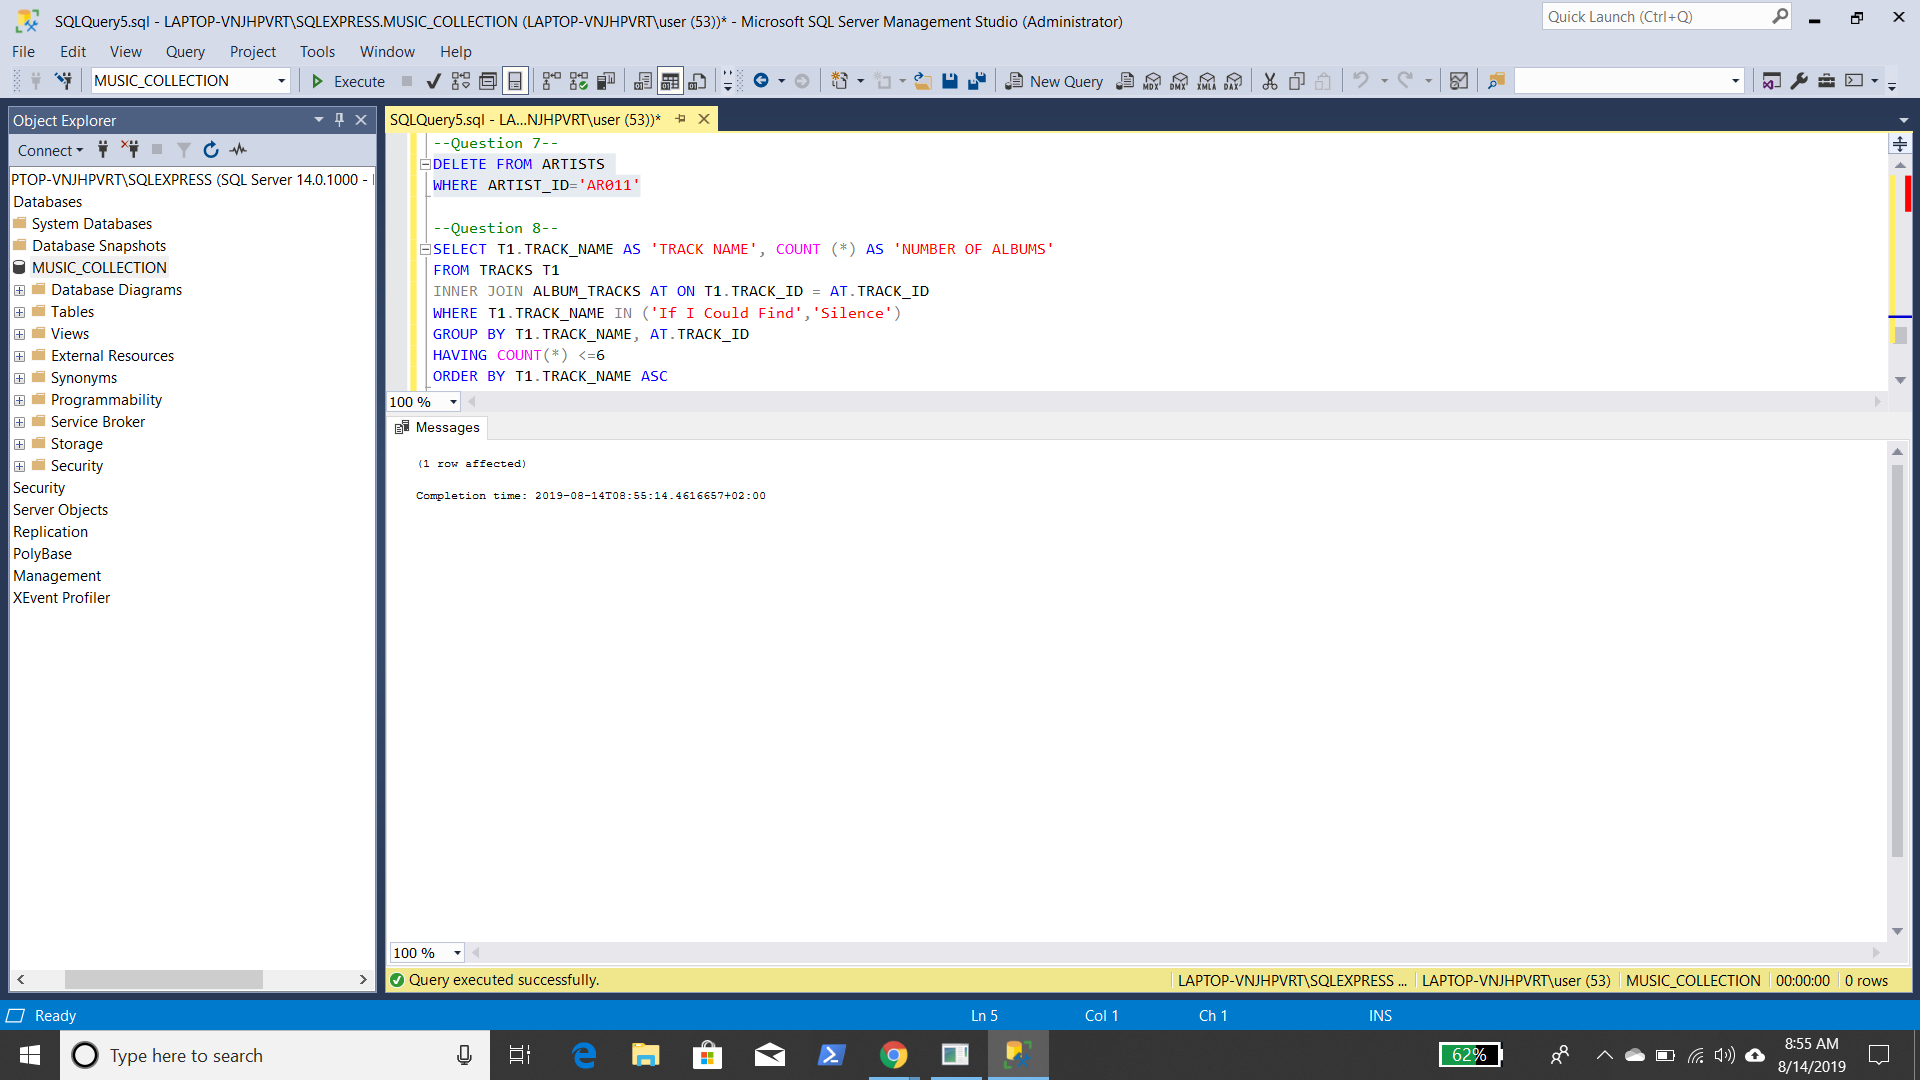 SQLQuery5.sql - LAPTOP-VNJHPVRT\SQLEXPRESS.MUSIC_COLLECTION (LAPTOP-VNJHPVRT\user (53))* - Microsoft SQL Server Management Studio (Administrator)
Quick Launch (Ctrl+Q)
File Edit View Query Project Tools Window Help
MUSIC_COLLECTION Execute New Query MDX DMX XMLA DAX
Object Explorer
SQLQuery5.sql - LA...NJHPVRT\user (53))*
Connect
PTOP-VNJHPVRT\SQLEXPRESS (SQL Server 14.0.1000 -
Databases
System Databases
Database Snapshots
MUSIC_COLLECTION
Database Diagrams
Tables
Views
External Resources
Synonyms
Programmability
Service Broker
Storage
Security
Security
Server Objects
Replication
PolyBase
Management
XEvent Profiler
--Question 7--
DELETE FROM ARTISTS
WHERE ARTIST_ID='AR011'
--Question 8--
SELECT T1.TRACK_NAME AS 'TRACK NAME', COUNT (*) AS 'NUMBER OF ALBUMS'
FROM TRACKS T1
INNER JOIN ALBUM_TRACKS AT ON T1.TRACK_ID = AT.TRACK_ID
WHERE T1.TRACK_NAME IN ('If I Could Find','Silence')
GROUP BY T1.TRACK_NAME, AT.TRACK_ID
HAVING COUNT(*) <=6
ORDER BY T1.TRACK_NAME ASC
100 %
Messages
(1 row affected)
Completion time: 2019-08-14T08:55:14.4616657+02:00
100 %
Query executed successfully.
LAPTOP-VNJHPVRT\SQLEXPRESS ... LAPTOP-VNJHPVRT\user (53) MUSIC_COLLECTION 00:00:00 0 rows
Ready Ln 5 Col 1 Ch 1 INS
Type here to search
62%
8:55 AM
8/14/2019